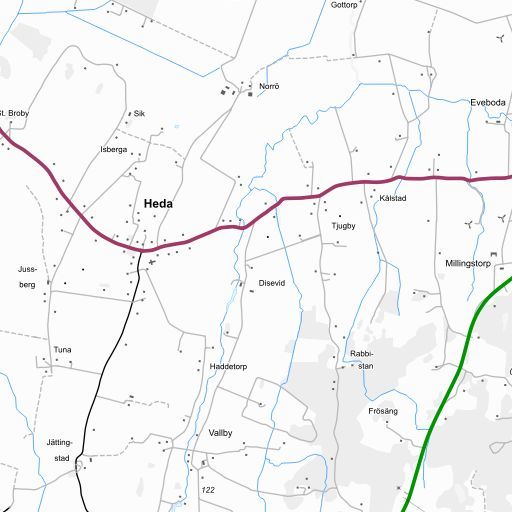 Gottorp
Norrö
Eveboda
St. Broby
Sik
Isberga
Heda
Kålstad
Tjugby
Juss-
berg
Millingstorp
Disevid
Tuna
Rabbi-
stan
Haddetorp
Frösäng
Vallby
Jätting-
stad
122